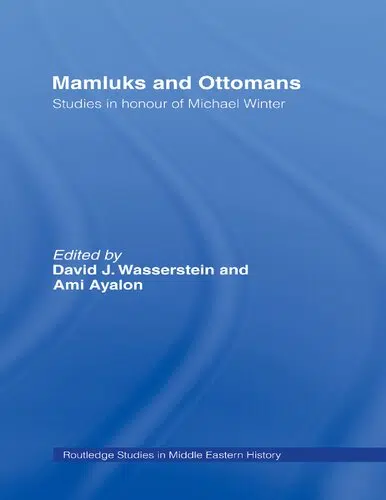 Mamluks and Ottomans
Studies in honour of Michael Winter
Edited by
David J. Wasserstein and
Ami Ayalon
Routledge Studies in Middle Eastern History